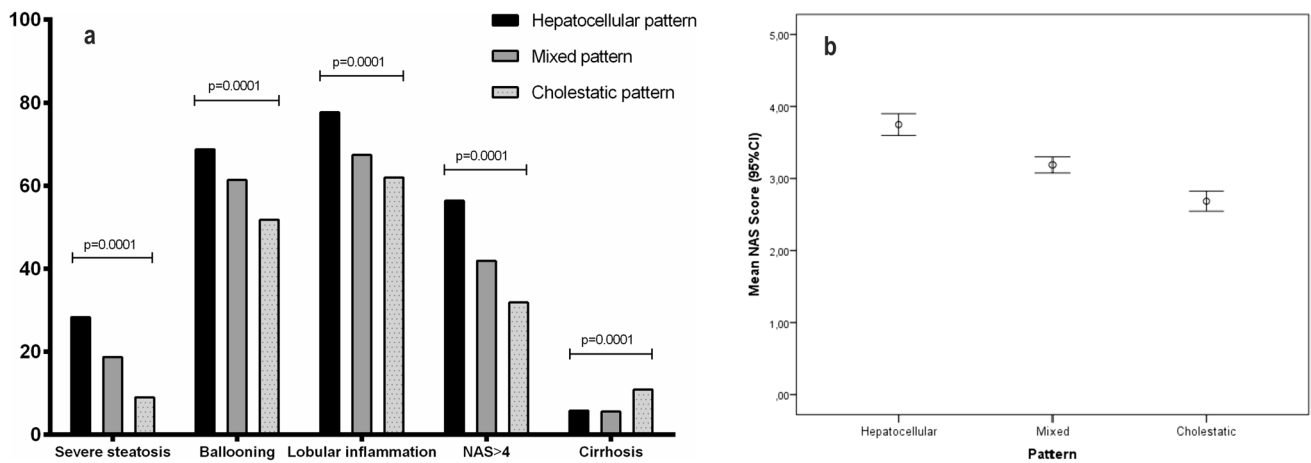 a
Hepatocellular pattern
Mixed pattern
Cholestatic pattern
100
80
60
40
20
0
p=0.0001
p=0.0001
p=0.0001
p=0.0001
p=0.0001
Severe steatosis
Ballooning
Lobular inflammation
NAS>4
Cirrhosis
b
Mean NAS Score (95%CI)
5,00
4,00
3,00
2,00
1,00
,00
Hepatocellular
Mixed
Cholestatic
Pattern